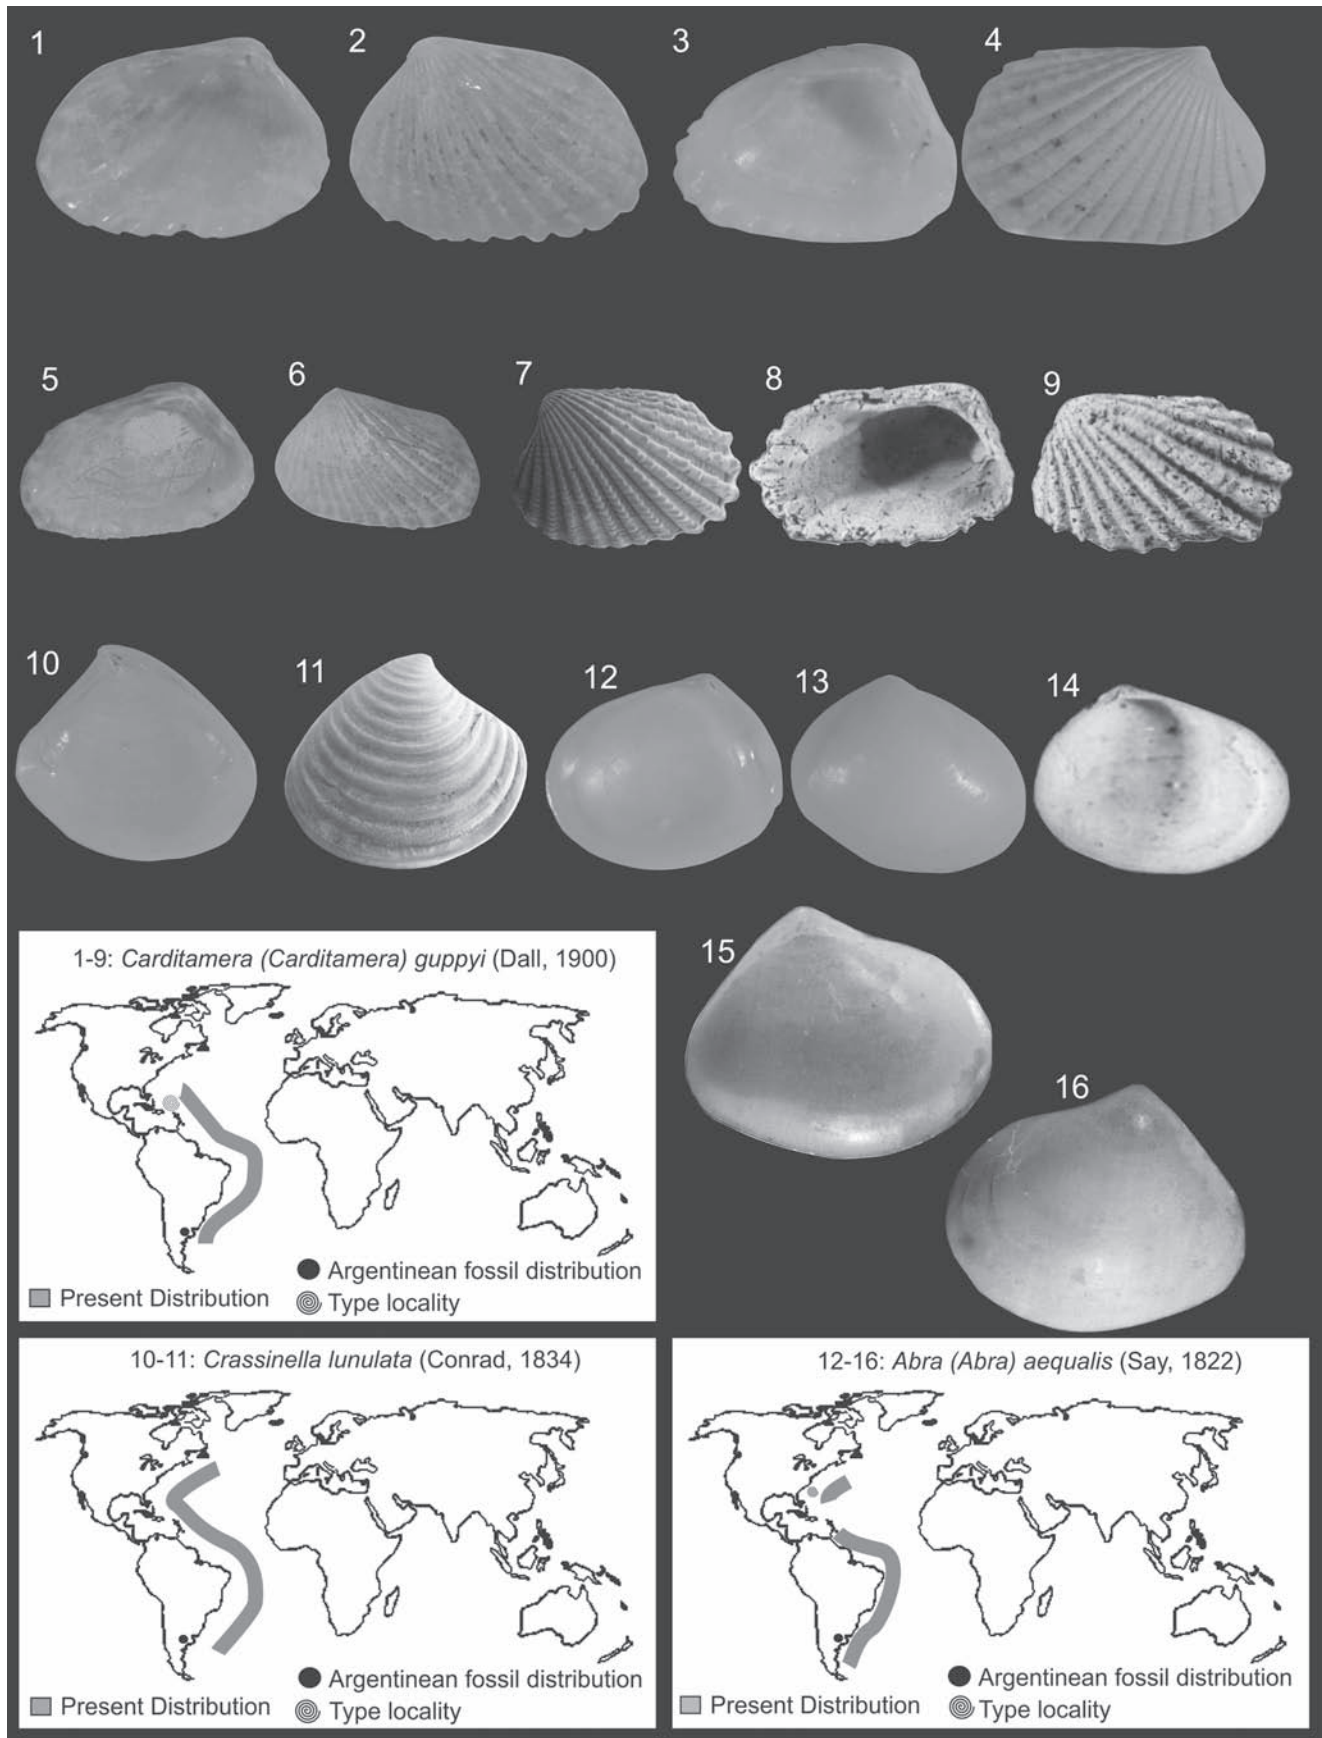 1
2
3
4
5
6
7
8
9
10
11
12
13
14
15
16
1-9: Carditamera (Carditamera) guppyi (Dall, 1900)
Argentinean fossil distribution
Present Distribution
Type locality
10-11: Crassinella lunulata (Conrad, 1834)
Argentinean fossil distribution
Present Distribution
Type locality
12-16: Abra (Abra) aequalis (Say, 1822)
Argentinean fossil distribution
Present Distribution
Type locality